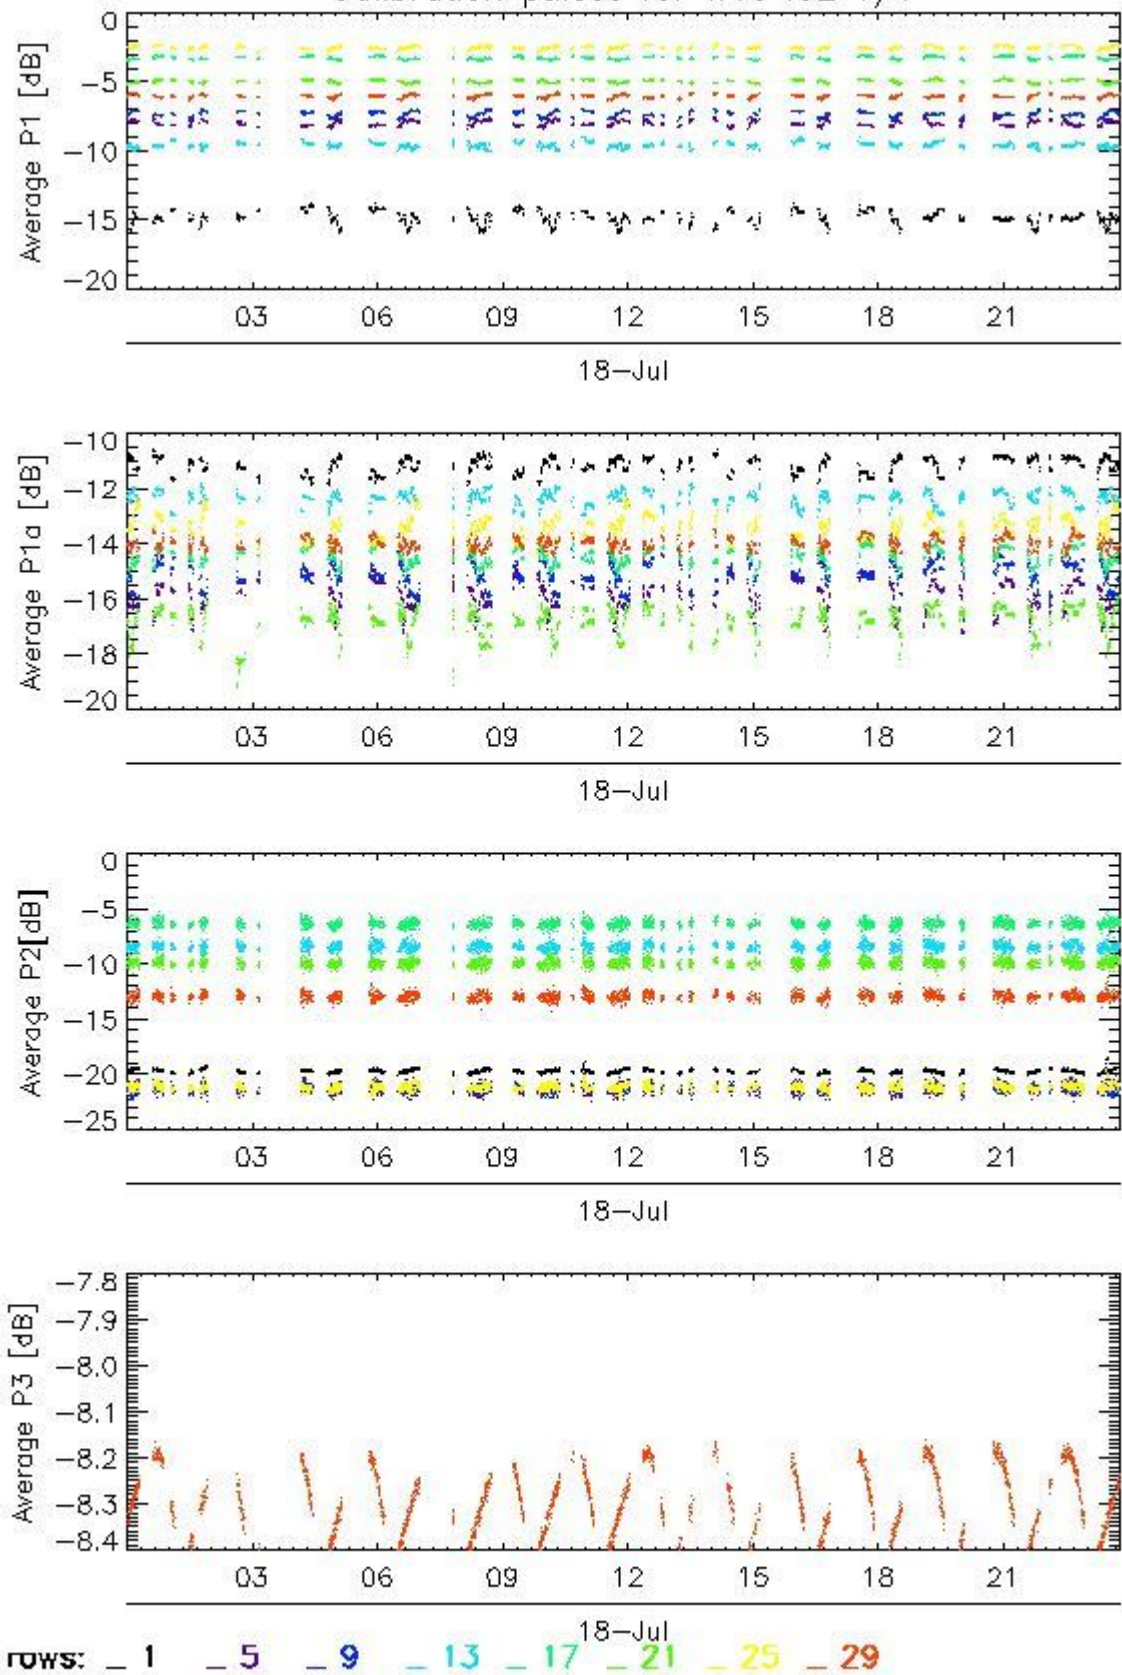 0
−5
−10
−15
−20
Average P1 [dB]
03 06 09 12 15 18 21
18−Jul
−10
−12
−14
−16
−18
−20
Average P1a [dB]
03 06 09 12 15 18 21
18−Jul
0
−5
−10
−15
−20
−25
Average P2[dB]
03 06 09 12 15 18 21
18−Jul
−7.8
−7.9
−8.0
−8.1
−8.2
−8.3
−8.4
Average P3 [dB]
03 06 09 12 15 18 21
18−Jul
rows: _ 1 _ 5 _ 9 _ 13 _ 17 _ 21 _ 25 _ 29